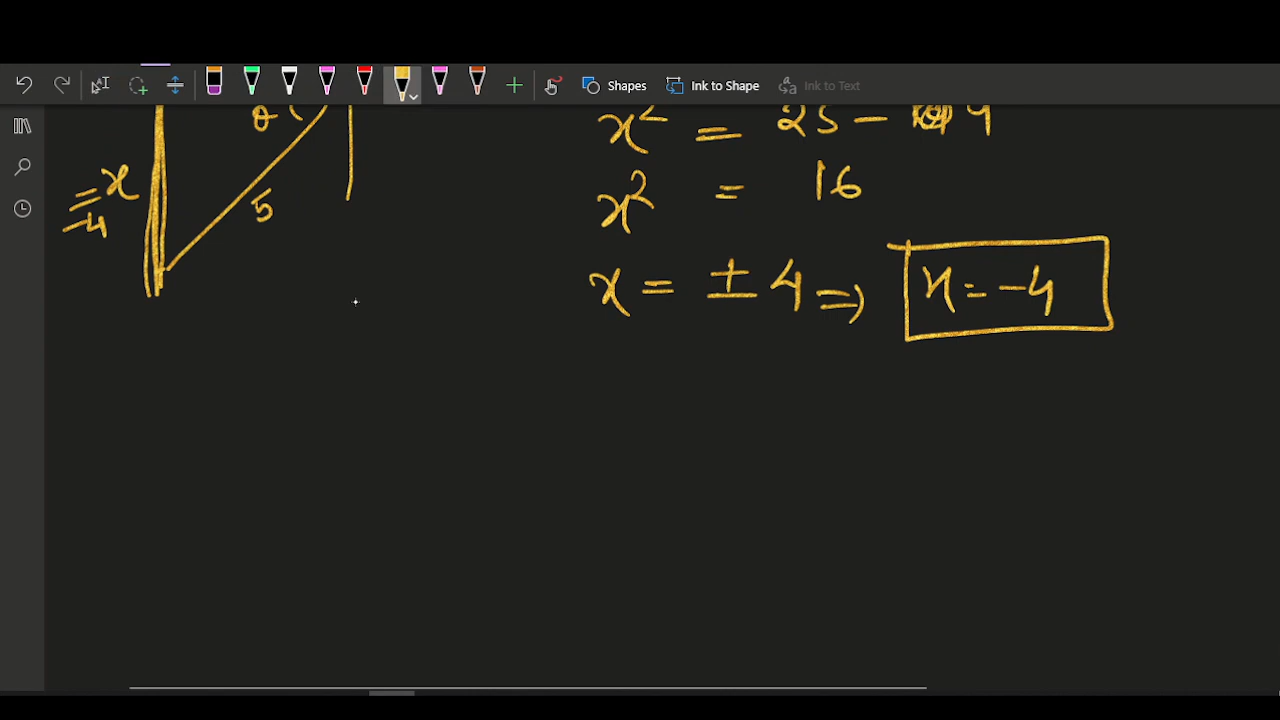 Shapes Ink to Shape Ink to Text
θ
x² = 25 - 9
x² = 16
= x
-4
5
x = ± 4 ⇒ x = -4